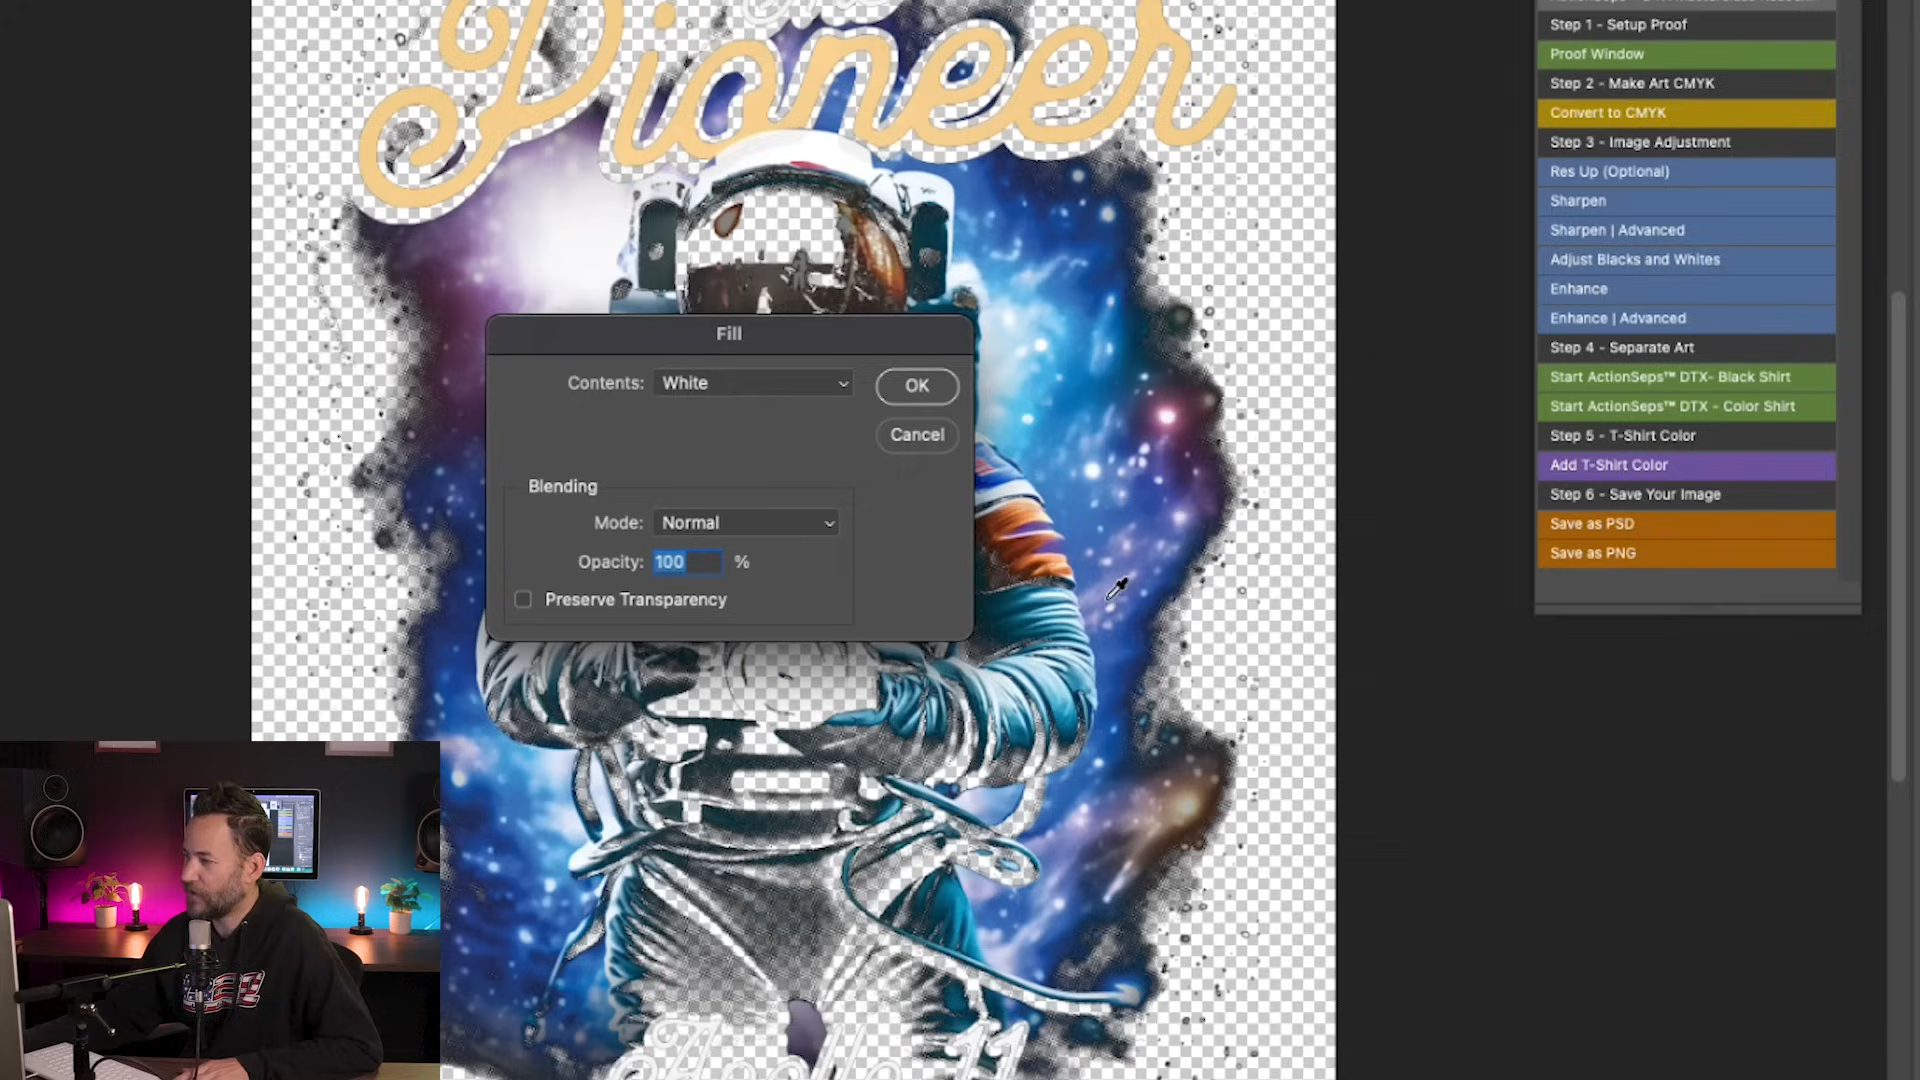 The
Pioneer
Fill
Contents: White
OK
Cancel
Blending
Mode: Normal
Opacity: 100 %
Preserve Transparency
Apollo 11
Step 1 - Setup Proof
Proof Window
Step 2 - Make Art CMYK
Convert to CMYK
Step 3 - Image Adjustment
Res Up (Optional)
Sharpen
Sharpen | Advanced
Adjust Blacks and Whites
Enhance
Enhance | Advanced
Step 4 - Separate Art
Start ActionSeps™ DTX- Black Shirt
Start ActionSeps™ DTX - Color Shirt
Step 5 - T-Shirt Color
Add T-Shirt Color
Step 6 - Save Your Image
Save as PSD
Save as PNG